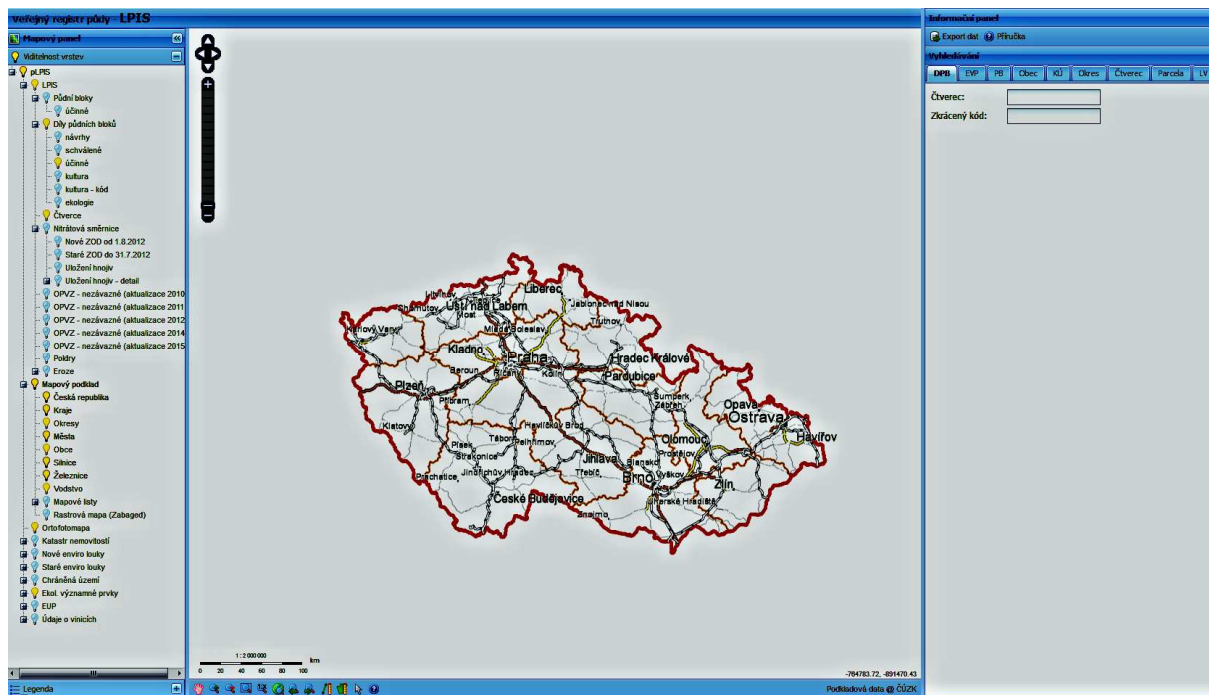 Veřejný registr půdy - LPIS
Mapový panel
Viditelnost vrstev
pLPIS
LPIS
Půdní bloky
účinné
Díly půdních bloků
návrhy
schválené
účinné
kultura
kultura - kód
ekologie
Čtverce
Nitrátová směrnice
Nové ZOD od 1.8.2012
Staré ZOD do 31.7.2012
Uložení hnojiv
Uložení hnojiv - detail
OPVZ - nezávazné (aktualizace 2010
OPVZ - nezávazné (aktualizace 2011
OPVZ - nezávazné (aktualizace 2012
OPVZ - nezávazné (aktualizace 2014
OPVZ - nezávazné (aktualizace 2015
Poldry
Eroze
Mapový podklad
Česká republika
Kraje
Okresy
Města
Obce
Silnice
Železnice
Vodstvo
Mapové listy
Rastrová mapa (Zabaged)
Ortofotomapa
Katastr nemovitostí
Nové enviro louky
Staré enviro louky
Chráněná území
Ekol. významné prvky
EUP
Údaje o vinicích
Legenda
Liberec
Litvínov
Jablonec nad Nisou
Ústí nad Labem
Most
Trutnov
Karlovy Vary
Mladá Boleslav
Kladno
Praha
Hradec Králové
Beroun
Říčany
Kolín
Pardubice
Plzeň
Příbram
Šumperk
Zábřeh
Opava
Ostrava
Klatovy
Havlíčkův Brod
Havířov
Písek
Tábor
Pelhřimov
Olomouc
Strakonice
Jihlava
Blansko
Prostějov
Prachatice
Jindřichův Hradec
Třebíč
Brno
Vyškov
Zlín
České Budějovice
Uherské Hradiště
Znojmo
1 : 2 000 000
km
0 20 40 60 80 100
-764783.72, -891470.43
Podkladová data @ ČÚZK
Informační panel
Export dat Příručka
Vyhledávání
DPB EVP PB Obec KÚ Okres Čtverec Parcela LV
Čtverec:
Zkrácený kód: